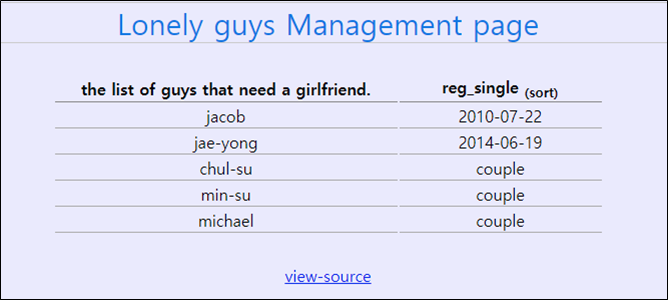 Lonely guys Management page
the list of guys that need a girlfriend. reg_single (sort)
jacob 2010-07-22
jae-yong 2014-06-19
chul-su couple
min-su couple
michael couple
view-source